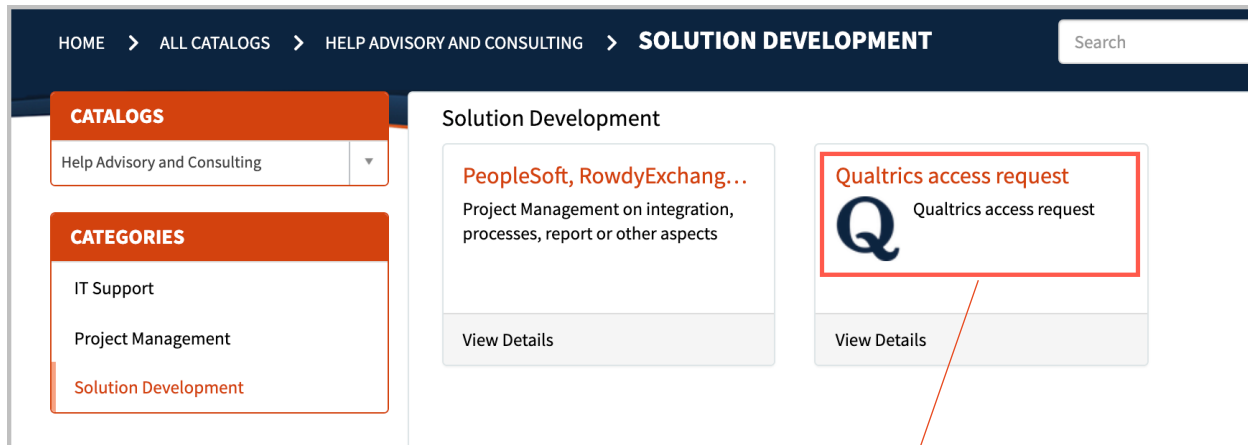 HOME > ALL CATALOGS > HELP ADVISORY AND CONSULTING > SOLUTION DEVELOPMENT
Search
CATALOGS
Help Advisory and Consulting
CATEGORIES
IT Support
Project Management
Solution Development
Solution Development
PeopleSoft, RowdyExchang...
Project Management on integration,
processes, report or other aspects
View Details
Qualtrics access request
Q
Qualtrics access request
View Details